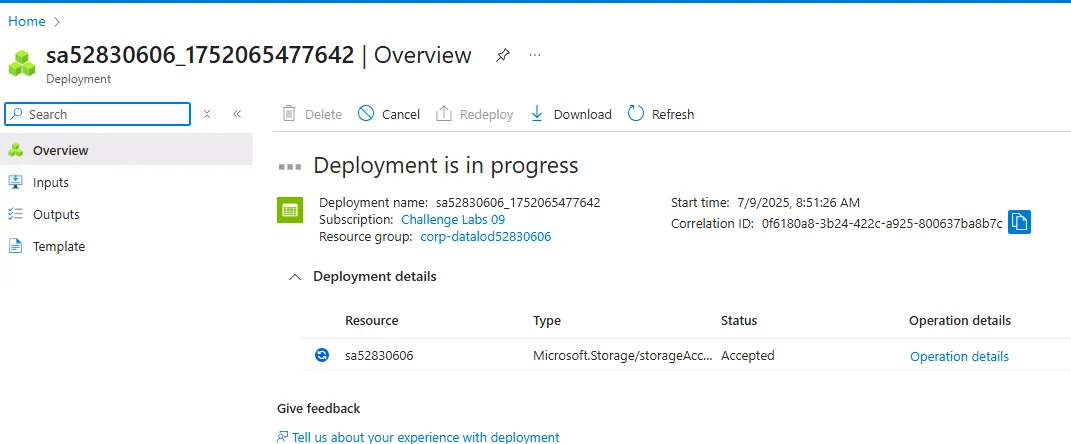 Home
sa52830606_1752065477642 | Overview
Deployment
Search
Delete
Cancel
Redeploy
Download
Refresh
Overview
Inputs
Outputs
Template
Deployment is in progress
Deployment name: sa52830606_1752065477642
Subscription: Challenge Labs 09
Resource group: corp-datalod52830606
Start time: 7/9/2025, 8:51:26 AM
Correlation ID: 0f6180a8-3b24-422c-a925-800637ba8b7c
Deployment details
Resource Type Status Operation details
sa52830606 Microsoft.Storage/storageAcc... Accepted Operation details
Give feedback
Tell us about your experience with deployment